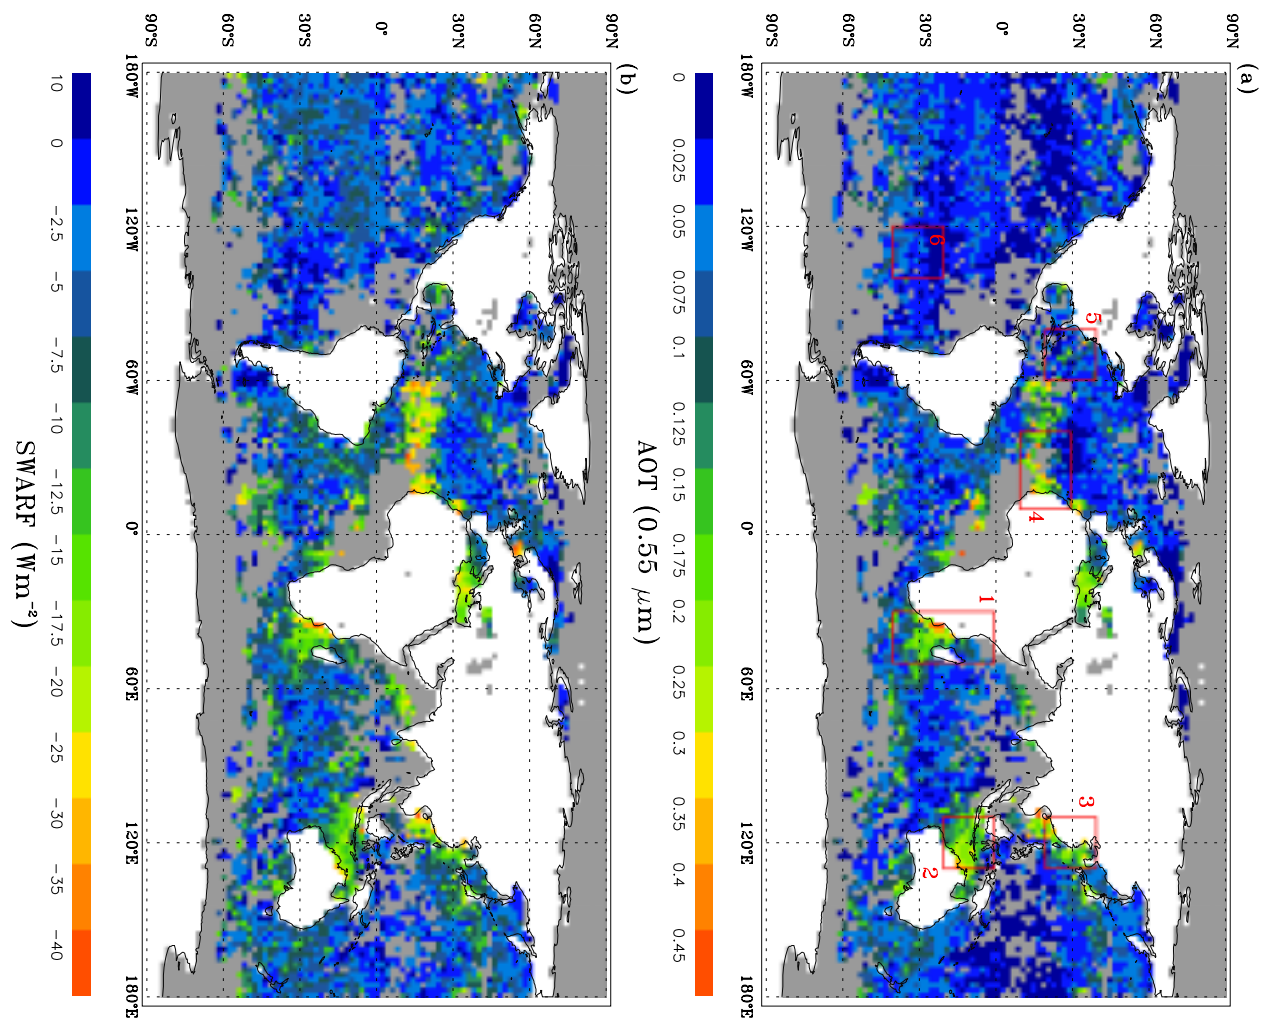 (a)
90°N
60°N
30°N
0°
30°S
60°S
90°S
5
3
4
1
6
2
180°W 120°W 60°W 0° 60°E 120°E 180°E
0 0.025 0.05 0.075 0.1 0.125 0.15 0.175 0.2 0.25 0.3 0.35 0.4 0.45
AOT (0.55 μm)
(b)
90°N
60°N
30°N
0°
30°S
60°S
90°S
180°W 120°W 60°W 0° 60°E 120°E 180°E
10 0 −2.5 −5 −7.5 −10 −12.5 −15 −17.5 −20 −25 −30 −35 −40
SWARF (Wm⁻²)